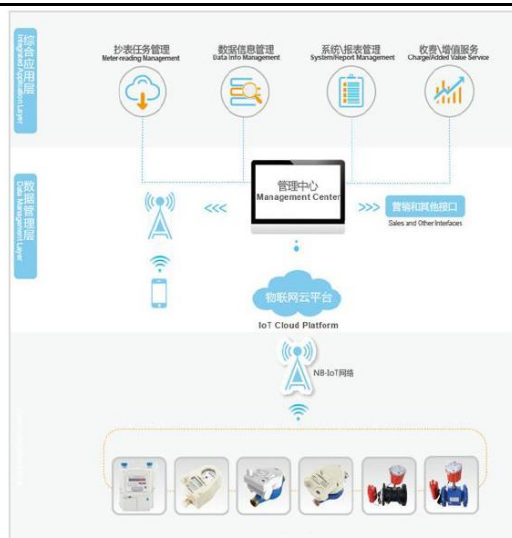 综合应用层
Integrated Application Layer
抄表任务管理
Meter-reading Management
数据信息管理
Data Info Management
系统\报表管理
System/Report Management
收费\增值服务
Charge/Added Value Service
数据管理层
Data Management Layer
管理中心
Management Center
<<<
>>>
营销和其他接口
Sales and Other Interfaces
物联网云平台
IoT Cloud Platform
NB-IoT网络